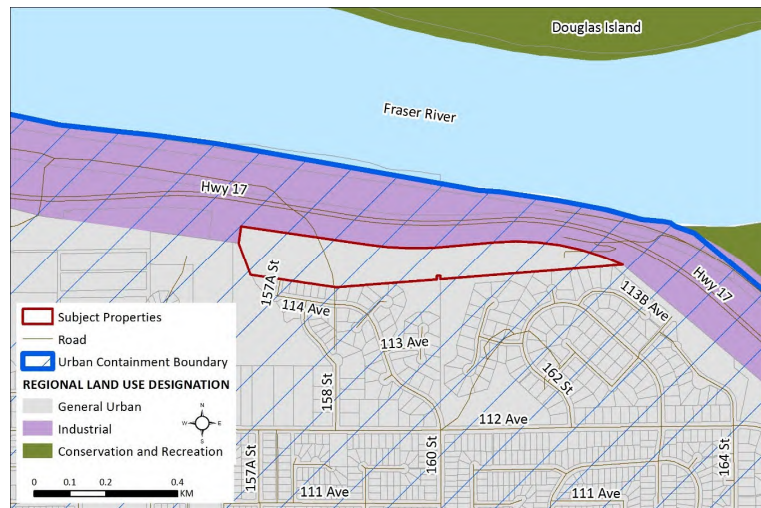 Douglas Island
Fraser River
Hwy 17
Hwy 17
157A St
114 Ave
113B Ave
113 Ave
158 St
162 St
112 Ave
157A St
160 St
164 St
111 Ave
111 Ave
Subject Properties
Road
Urban Containment Boundary
REGIONAL LAND USE DESIGNATION
General Urban
Industrial
Conservation and Recreation
N
W E
S
0 0.1 0.2 0.4
KM